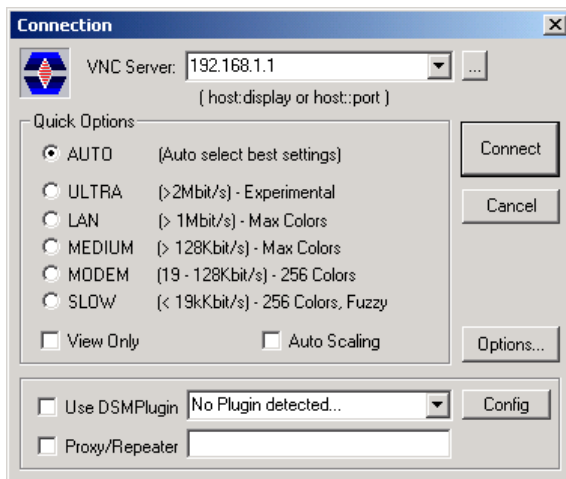 Connection
VNC Server: 192.168.1.1 ...
( host:display or host::port )
Quick Options
AUTO (Auto select best settings)
Connect
ULTRA (>2Mbit/s) - Experimental
Cancel
LAN (> 1Mbit/s) - Max Colors
MEDIUM (> 128Kbit/s) - Max Colors
MODEM (19 - 128Kbit/s) - 256 Colors
SLOW (< 19kKbit/s) - 256 Colors, Fuzzy
View Only Auto Scaling
Options...
Use DSMPlugin No Plugin detected... Config
Proxy/Repeater